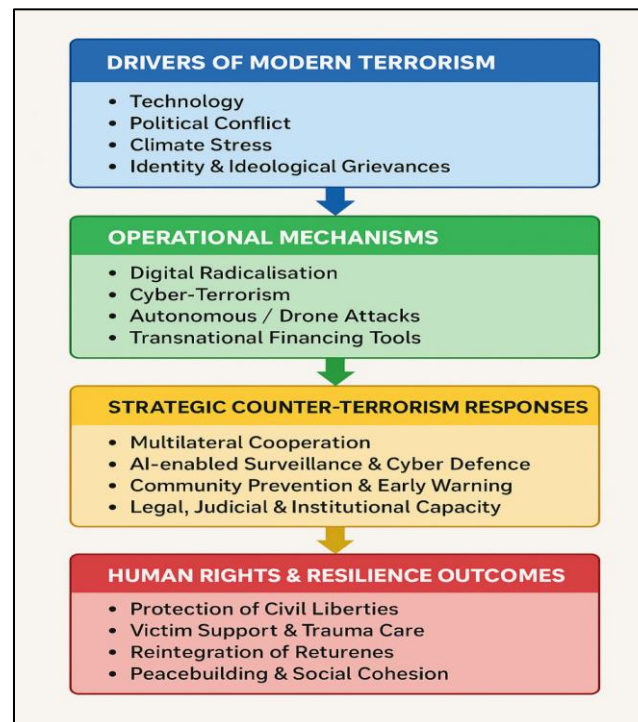 DRIVERS OF MODERN TERRORISM
• Technology
• Political Conflict
• Climate Stress
• Identity & Ideological Grievances
OPERATIONAL MECHANISMS
• Digital Radicalisation
• Cyber-Terrorism
• Autonomous / Drone Attacks
• Transnational Financing Tools
STRATEGIC COUNTER-TERRORISM RESPONSES
• Multilateral Cooperation
• AI-enabled Surveillance & Cyber Defence
• Community Prevention & Early Warning
• Legal, Judicial & Institutional Capacity
HUMAN RIGHTS & RESILIENCE OUTCOMES
• Protection of Civil Liberties
• Victim Support & Trauma Care
• Reintegration of Returenes
• Peacebuilding & Social Cohesion